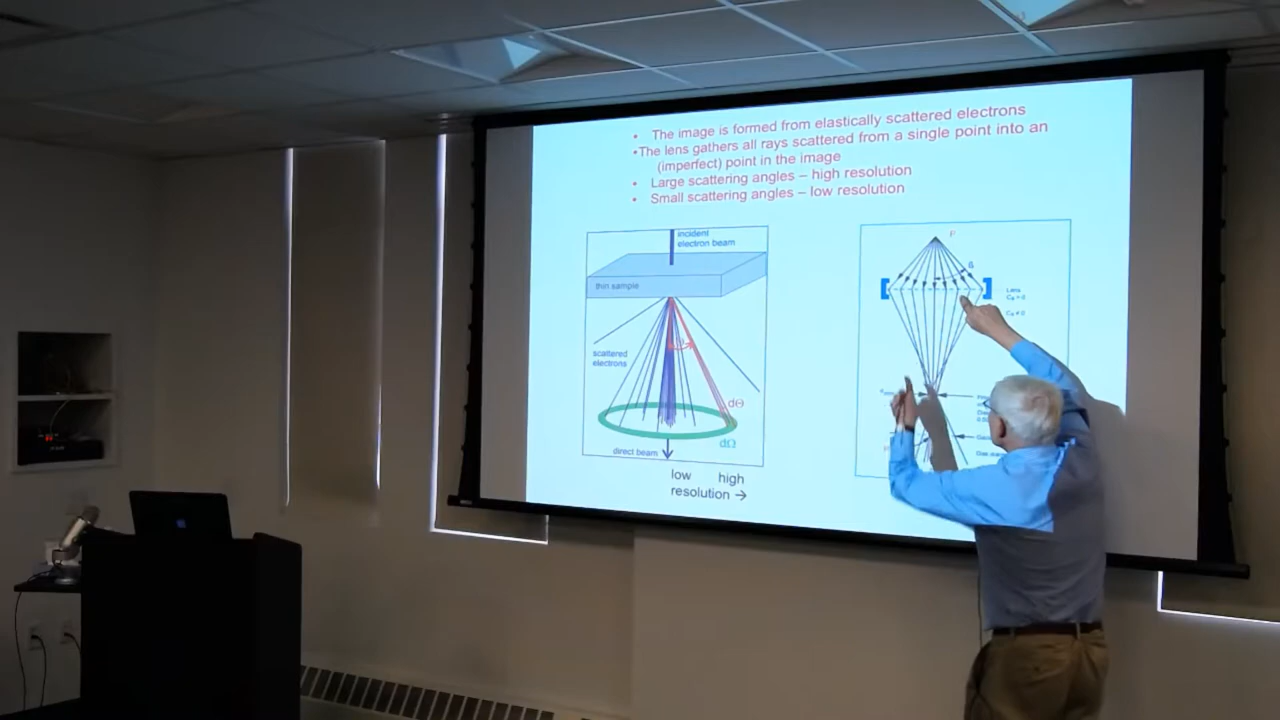 • The image is formed from elastically scattered electrons
•The lens gathers all rays scattered from a single point into an
(imperfect) point in the image
• Large scattering angles – high resolution
• Small scattering angles – low resolution
incident
electron beam
thin sample
scattered
electrons
dΘ
dΩ
direct beam
low high
resolution →
P
ß
Lens